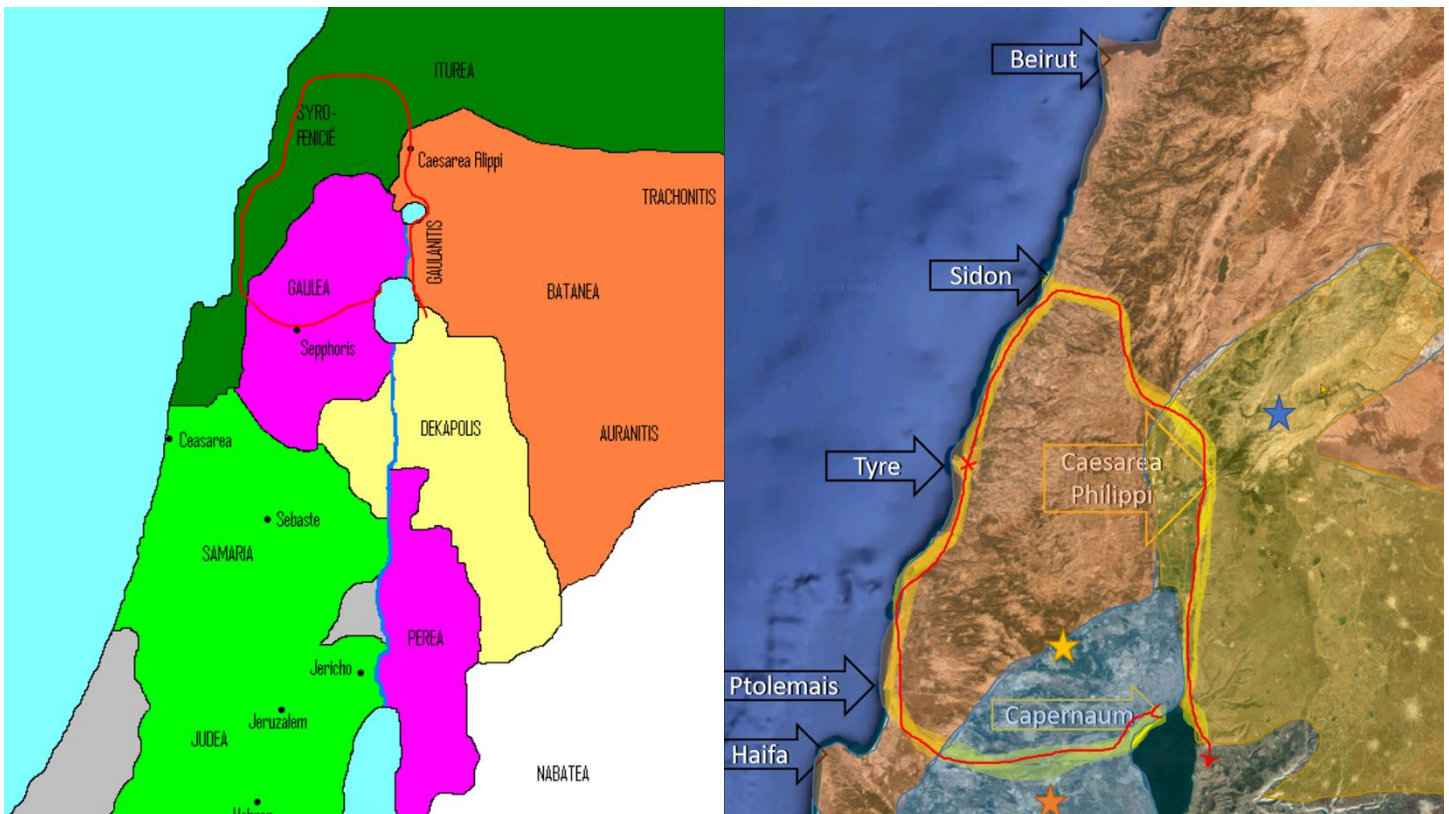 ITUREA
SYRO-
FENICIË
Caesarea Filippi
TRACHONITIS
GAULANITIS
GALILEA
BATANEA
Sepphoris
DEKAPOLIS
AURANITIS
Ceasarea
Sebaste
SAMARIA
PEREA
Jericho
Jeruzalem
JUDEA
NABATEA
Beirut
Sidon
Tyre
Caesarea
Philippi
Ptolemais
Capernaum
Haifa